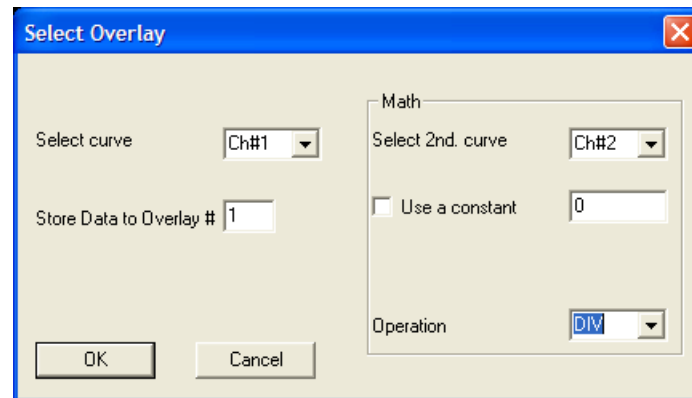 Select Overlay
Select curve
Ch#1
Store Data to Overlay #
1
Math
Select 2nd. curve
Ch#2
Use a constant
0
Operation
DIV
OK
Cancel